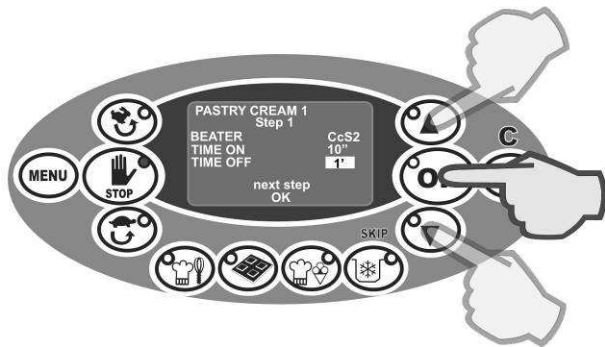 PASTRY CREAM 1
Step 1
BEATER CcS2
TIME ON 10"
TIME OFF 1'
next step
OK
MENU
STOP
C
SKIP